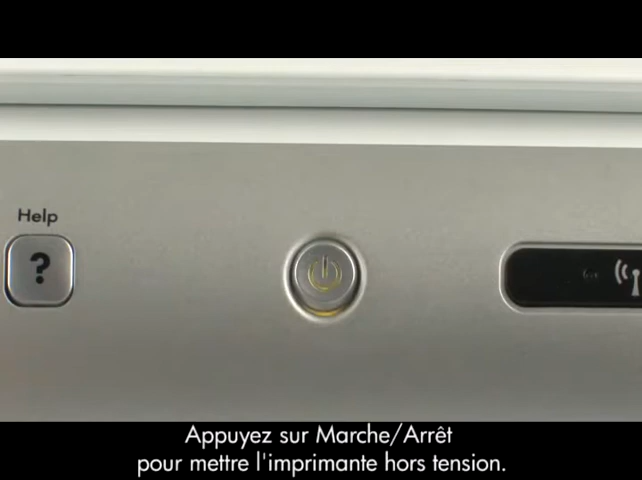 Help
?
Appuyez sur Marche/Arrêt
pour mettre l'imprimante hors tension.